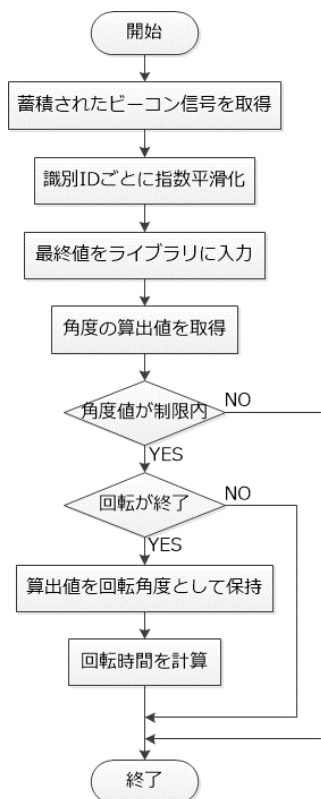 開始
蓄積されたビーコン信号を取得
識別IDごとに指数平滑化
最終値をライブラリに入力
角度の算出値を取得
角度値が制限内
NO
YES
回転が終了
NO
YES
算出値を回転角度として保持
回転時間を計算
終了